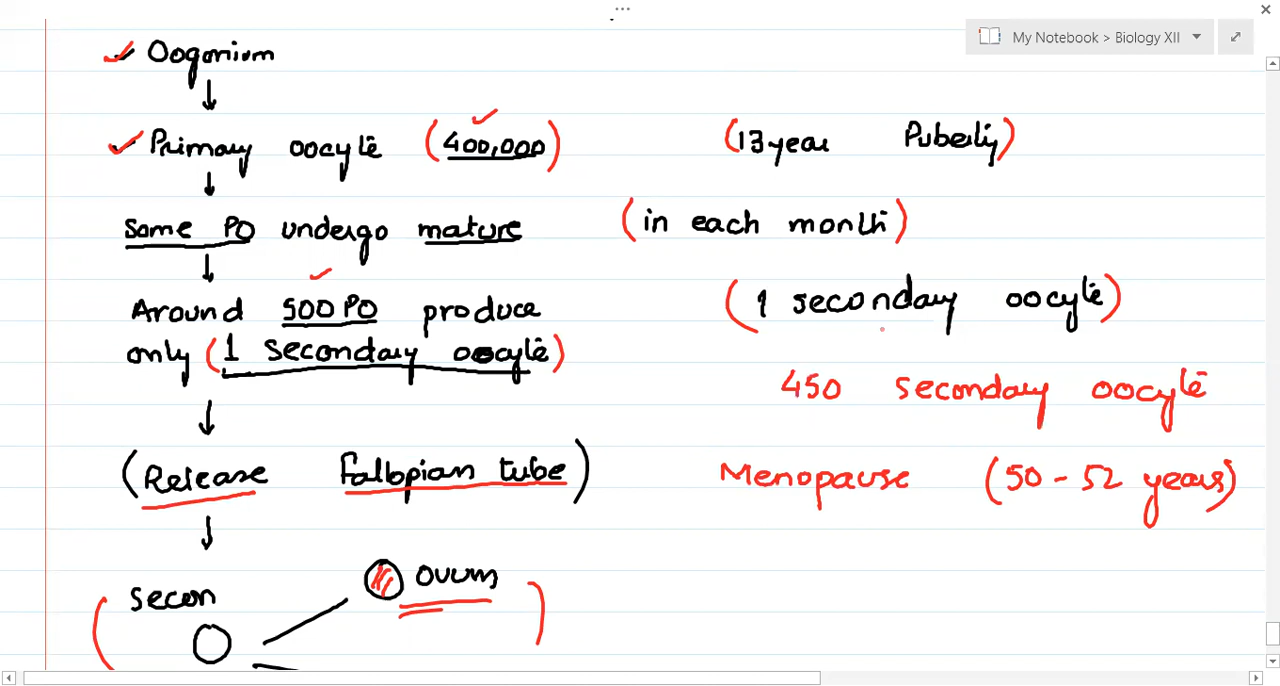 ...
My Notebook > Biology XII
Oogonium
Primary oocyte (400,000) (13 year Puberty)
Some PO undergo mature (in each month)
Around 500 PO produce (1 secondary oocyte)
only (1 secondary oocyte)
450 secondary oocyte
(Release Fallopian tube) Menopause (50 - 52 years)
Ovum
Secon